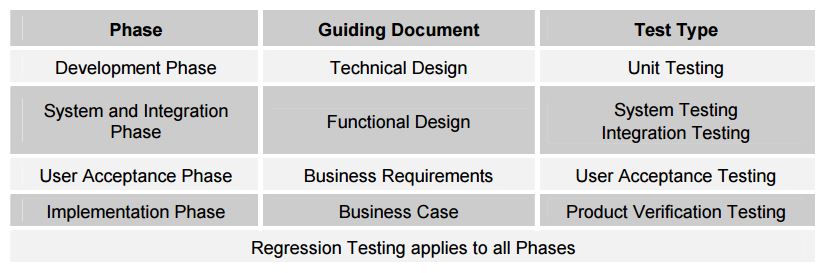 Phase Guiding Document Test Type
Development Phase Technical Design Unit Testing
System and Integration Phase Functional Design System Testing
Integration Testing
User Acceptance Phase Business Requirements User Acceptance Testing
Implementation Phase Business Case Product Verification Testing
Regression Testing applies to all Phases